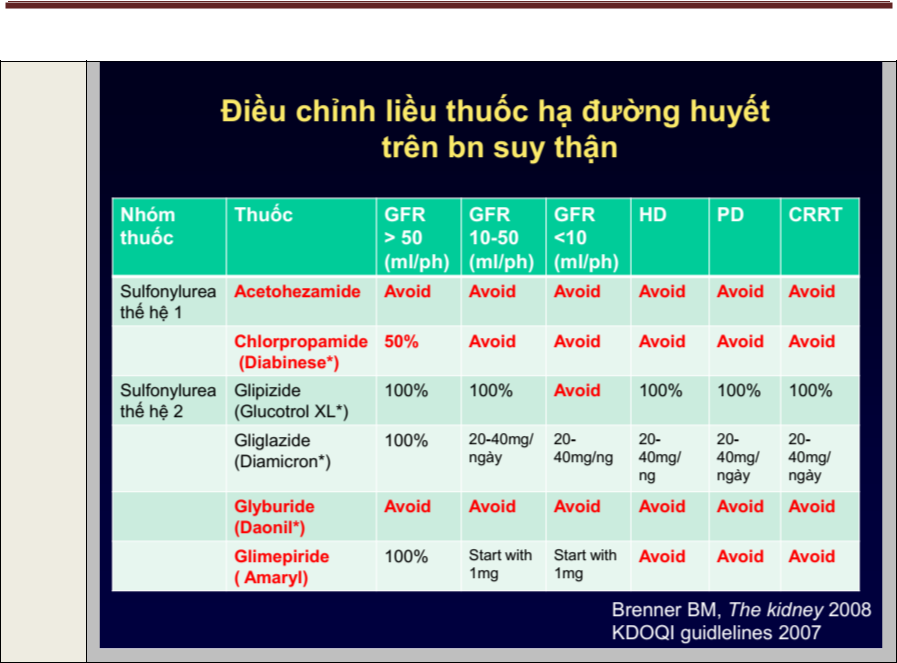 Điều chỉnh liều thuốc hạ đường huyết
trên bn suy thận
Nhóm thuốc Thuốc GFR > 50 (ml/ph) GFR 10-50 (ml/ph) GFR <10 (ml/ph) HD PD CRRT
Sulfonylurea thế hệ 1 Acetohezamide Avoid Avoid Avoid Avoid Avoid Avoid
Chlorpropamide (Diabinese*) 50% Avoid Avoid Avoid Avoid Avoid
Sulfonylurea thế hệ 2 Glipizide (Glucotrol XL*) 100% 100% Avoid 100% 100% 100%
Gliglazide (Diamicron*) 100% 20-40mg/ngày 20-40mg/ng 20-40mg/ng 20-40mg/ngày 20-40mg/ngày
Glyburide (Daonil*) Avoid Avoid Avoid Avoid Avoid Avoid
Glimepiride ( Amaryl) 100% Start with 1mg Start with 1mg Avoid Avoid Avoid
Brenner BM, The kidney 2008
KDOQI guidlelines 2007